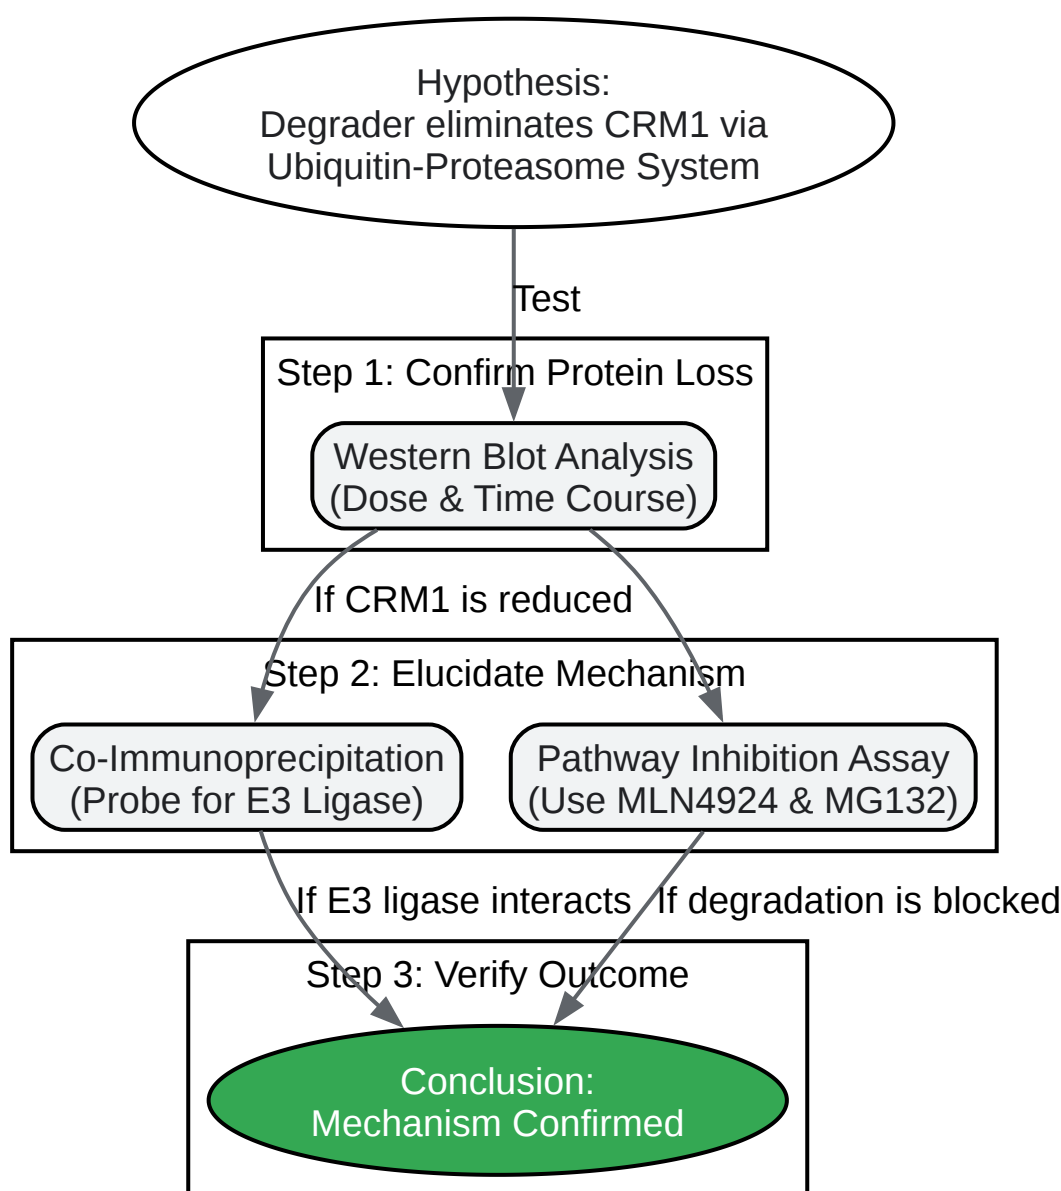 Hypothesis:
Degrader eliminates CRM1 via
Ubiquitin-Proteasome System
Test
Step 1: Confirm Protein Loss
Western Blot Analysis
(Dose & Time Course)
If CRM1 is reduced
Step 2: Elucidate Mechanism
Co-Immunoprecipitation
(Probe for E3 Ligase)
Pathway Inhibition Assay
(Use MLN4924 & MG132)
If E3 ligase interacts
If degradation is blocked
Step 3: Verify Outcome
Conclusion:
Mechanism Confirmed